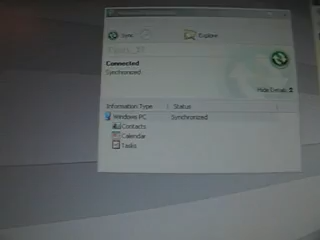 Sync Explore
Connected
Synchronized
Hide Details
Information Type Status
Windows PC Synchronized
Contacts
Calendar
Tasks